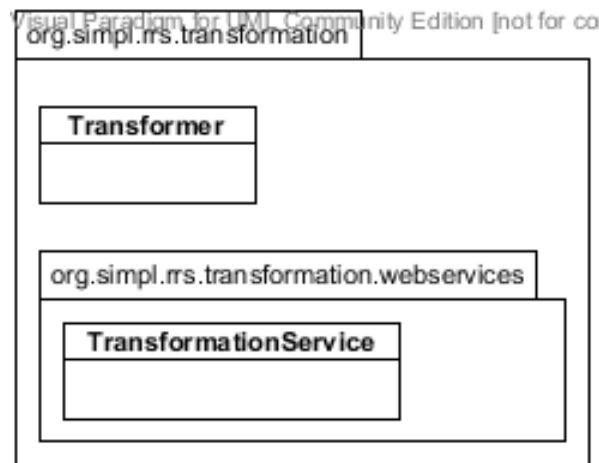 Visual Paradigm for UML Community Edition [not for co
org.simpl.rrs.transformation
Transformer
org.simpl.rrs.transformation.webservices
TransformationService